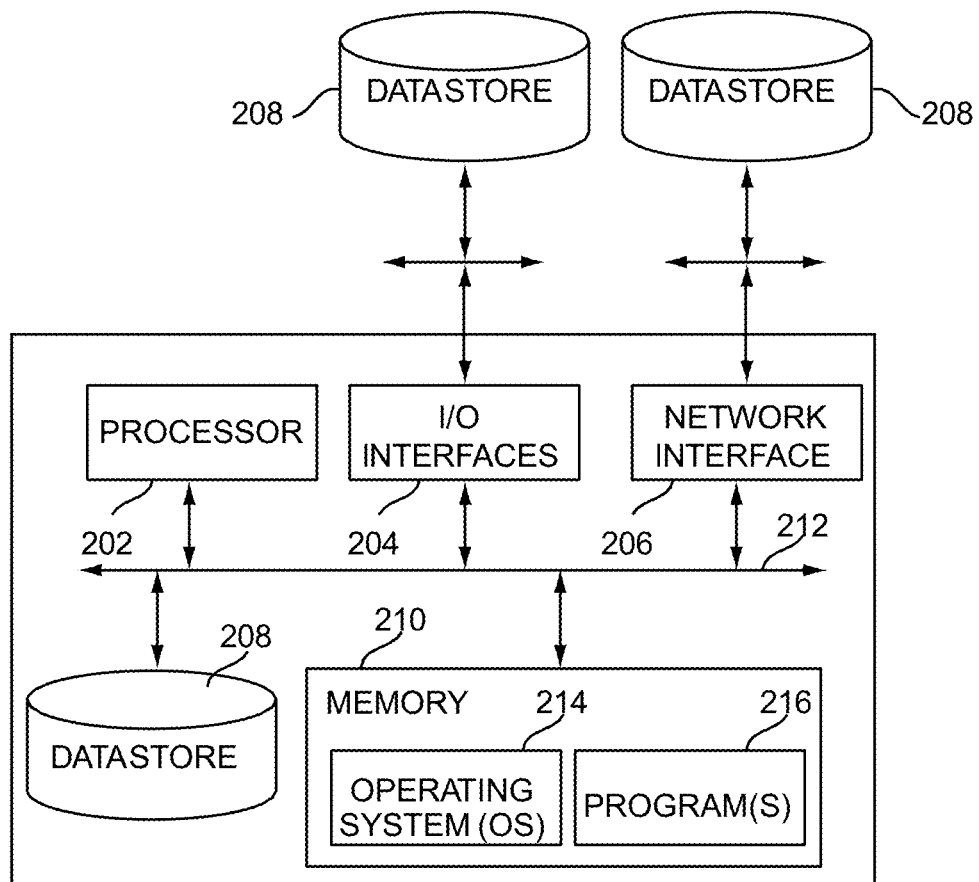 DATASTORE
DATASTORE
208
208
PROCESSOR
I/O
INTERFACES
NETWORK
INTERFACE
202
204
206
212
208
DATASTORE
210
MEMORY
214
216
OPERATING
SYSTEM (OS)
PROGRAM(S)